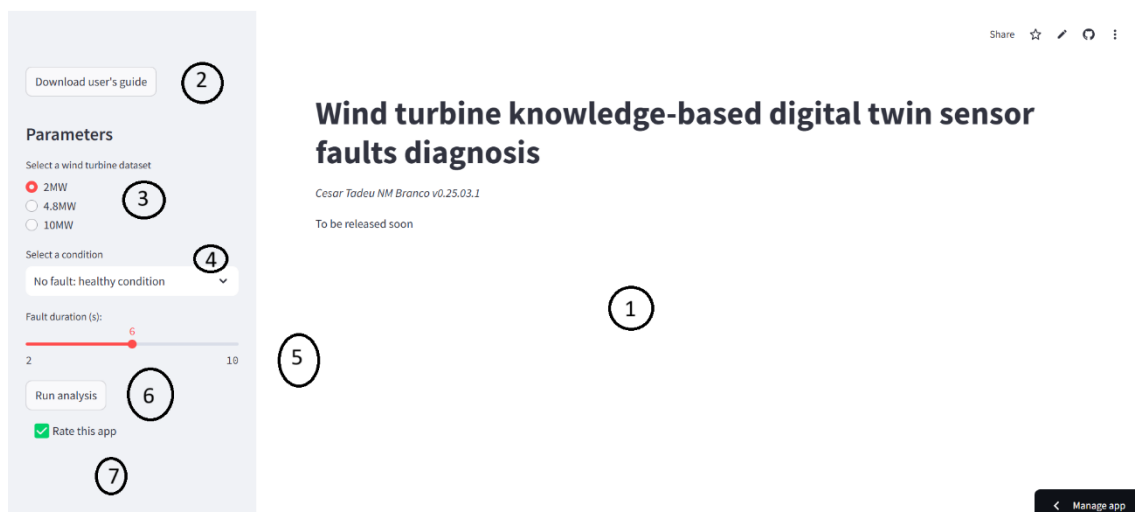 Share
Download user's guide
2
Parameters
Select a wind turbine dataset
2MW
4.8MW
3
10MW
Select a condition
4
No fault: healthy condition
Fault duration (s):
6
2
10
5
Run analysis
6
Rate this app
7
Wind turbine knowledge-based digital twin sensor
faults diagnosis
Cesar Tadeu NM Branco v0.25.03.1
To be released soon
1
Manage app